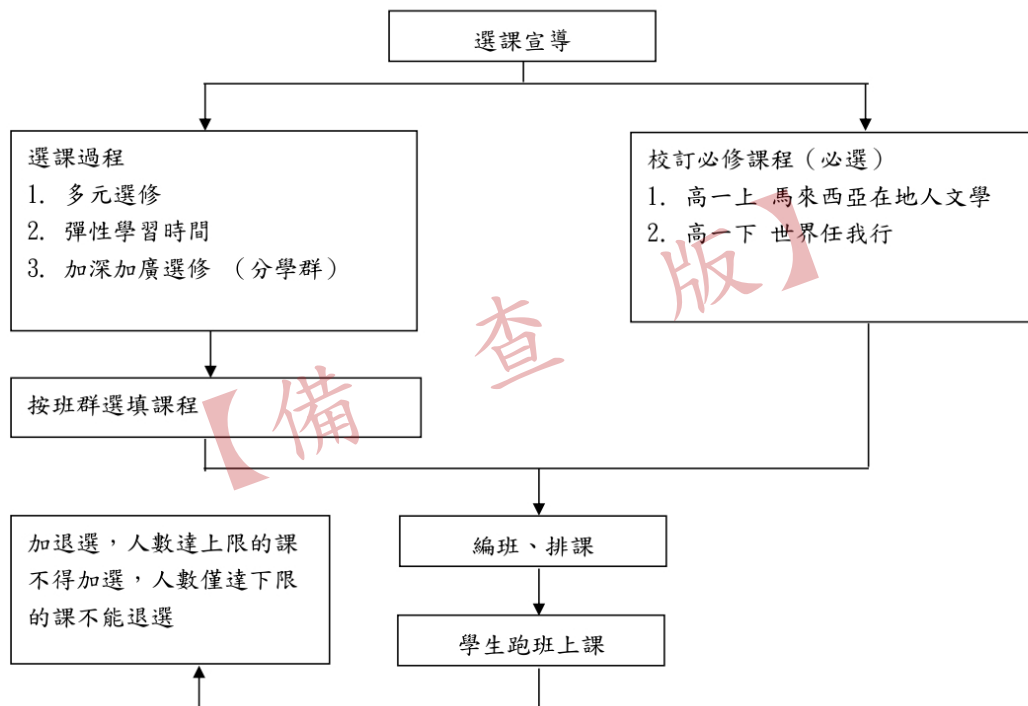 選課宣導
選課過程
1. 多元選修
2. 彈性學習時間
3. 加深加廣選修 （分學群）
校訂必修課程（必選）
1. 高一上 馬來西亞在地人文學
2. 高一下 世界任我行
按班群選填課程
加退選，人數達上限的課
不得加選，人數僅達下限
的課不能退選
編班、排課
學生跑班上課
【備查版】